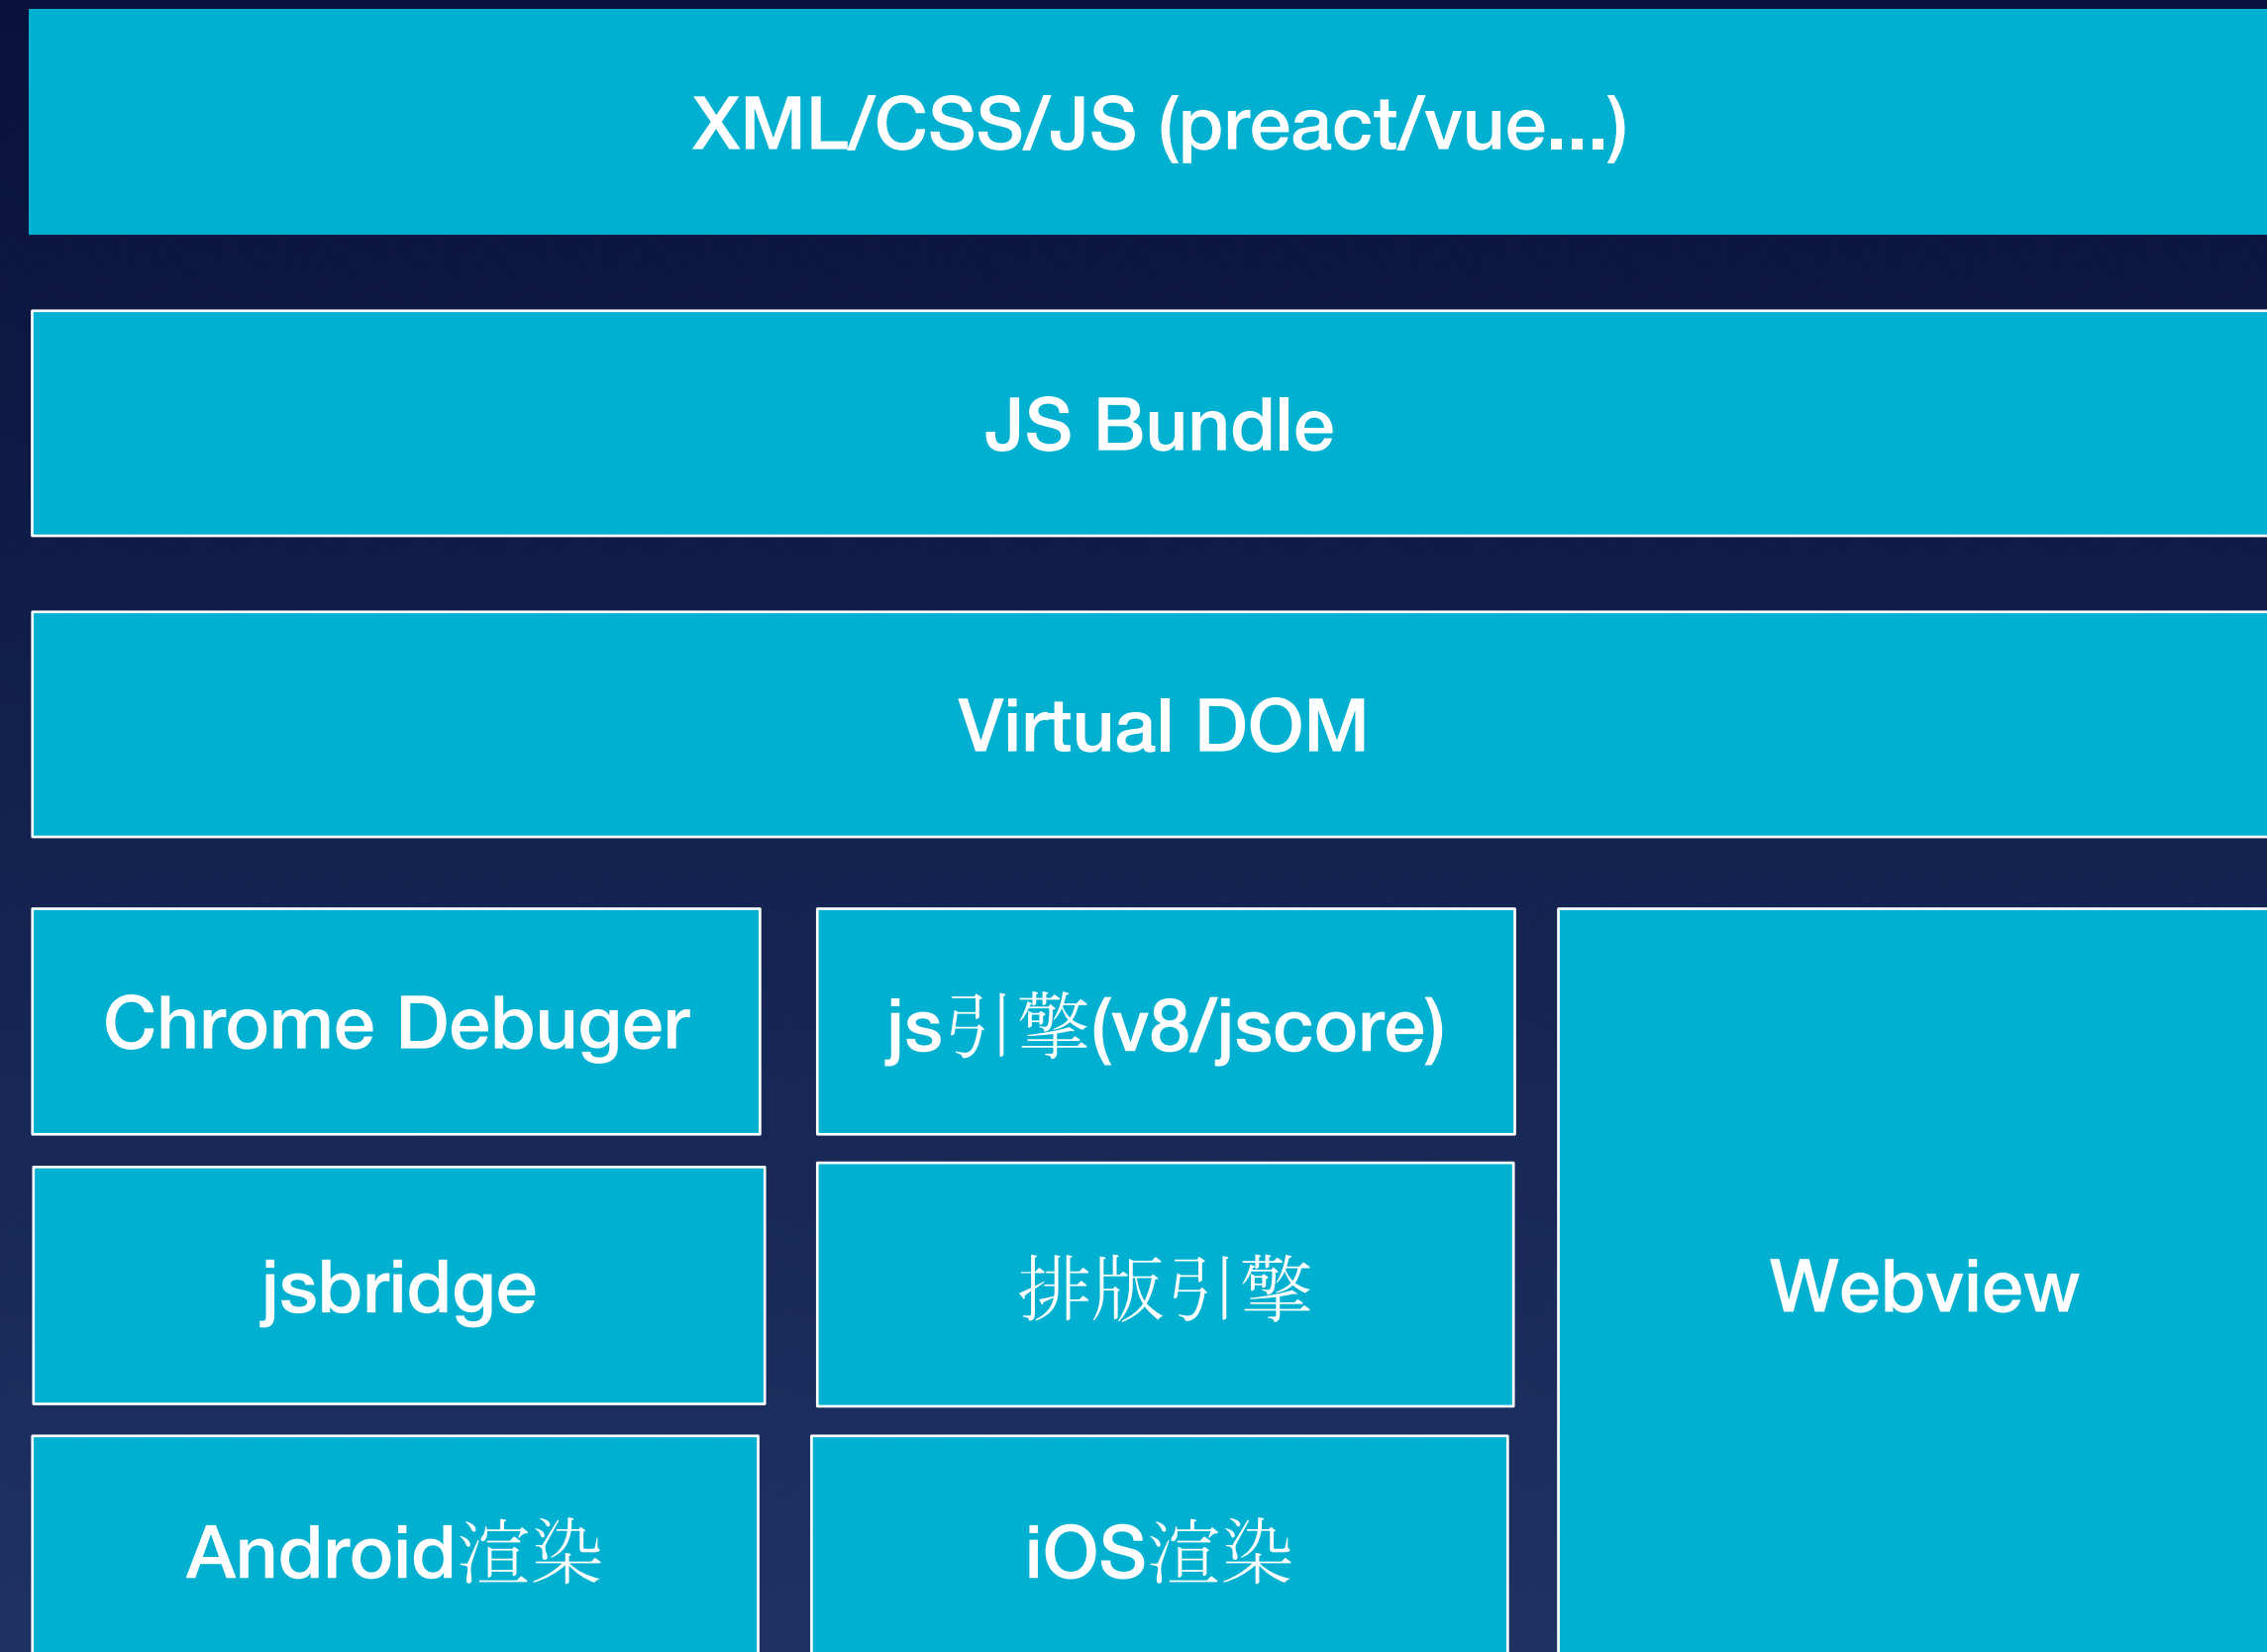 XML/CSS/JS (preact/vue...)
JS Bundle
Virtual DOM
Chrome Debuger
js引擎(v8/jscore)
jsbridge
排版引擎
Webview
Android渲染
iOS渲染